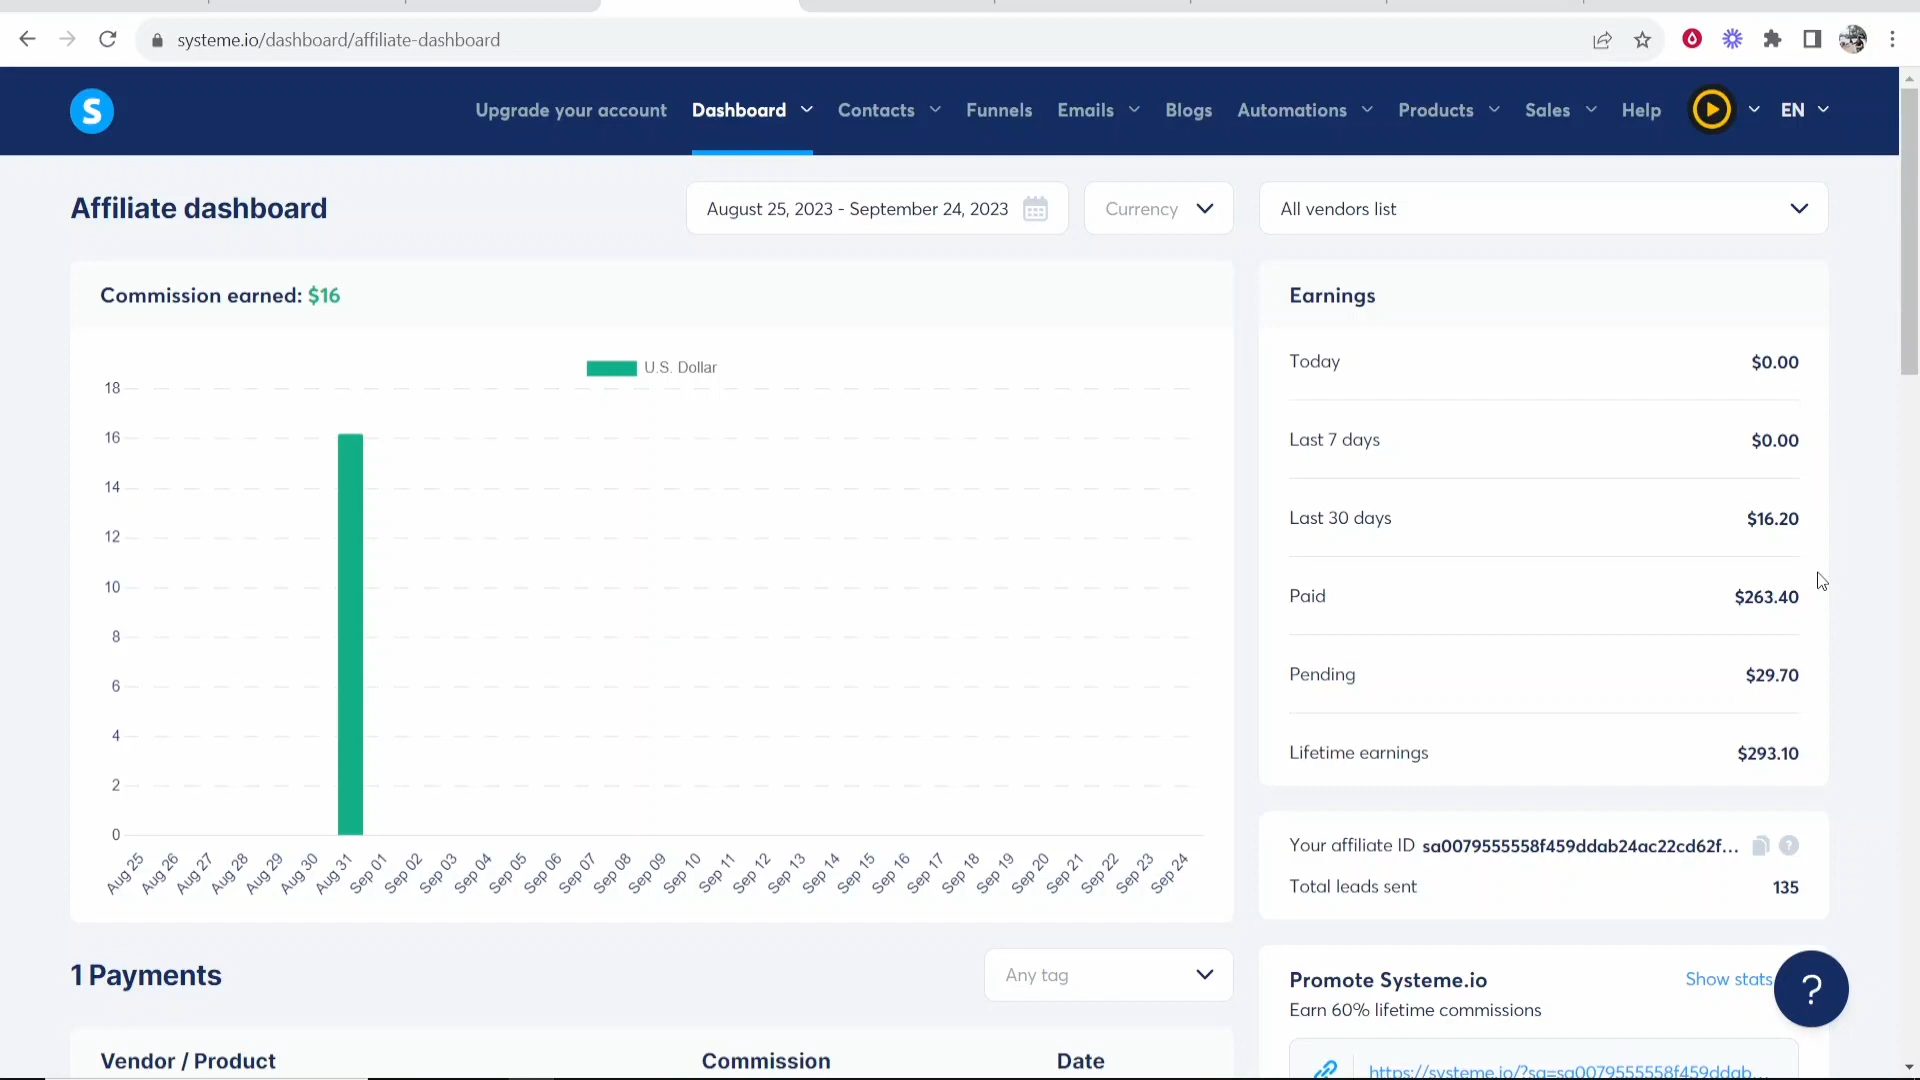 systeme.io/dashboard/affiliate-dashboard
S
Upgrade your account
Dashboard
Contacts
Funnels
Emails
Blogs
Automations
Products
Sales
Help
EN
Affiliate dashboard
August 25, 2023 - September 24, 2023
Currency
All vendors list
Commission earned: $16
U.S. Dollar
18
16
14
12
10
8
6
4
2
0
Aug 25
Aug 26
Aug 27
Aug 28
Aug 29
Aug 30
Aug 31
Sep 01
Sep 02
Sep 03
Sep 04
Sep 05
Sep 06
Sep 07
Sep 08
Sep 09
Sep 10
Sep 11
Sep 12
Sep 13
Sep 14
Sep 15
Sep 16
Sep 17
Sep 18
Sep 19
Sep 20
Sep 21
Sep 22
Sep 23
Sep 24
Earnings
Today $0.00
Last 7 days $0.00
Last 30 days $16.20
Paid $263.40
Pending $29.70
Lifetime earnings $293.10
Your affiliate ID sa0079555558f459ddab24ac22cd62f...
?
Total leads sent 135
1 Payments
Any tag
Vendor / Product Commission Date
Promote Systeme.io Show stats
Earn 60% lifetime commissions
https://systeme.io/?sa=sa0079555558f459ddab...
?